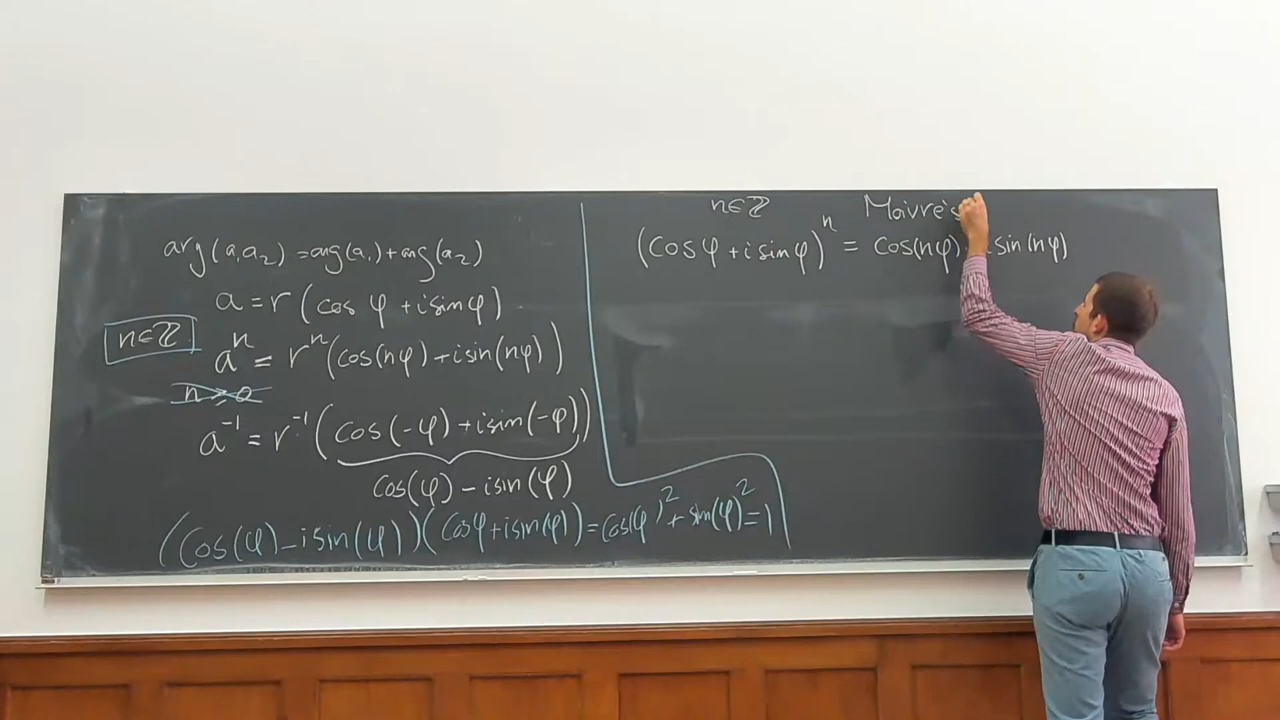 arg(a₁a₂) = arg(a₁) + arg(a₂)
a = r (cos φ + i sin φ)
n ∈ ℤ
aⁿ = rⁿ (cos(nφ) + i sin(nφ))
n ⩾ 0
a⁻¹ = r⁻¹ (cos(-φ) + i sin(-φ))
cos(φ) - i sin(φ)
(cos(φ) - i sin(φ))(cos φ + i sin φ) = cos(φ)² + sin(φ)² = 1
n ∈ ℤ Moivre's
(cos φ + i sin φ)ⁿ = cos(nφ) i sin(nφ)